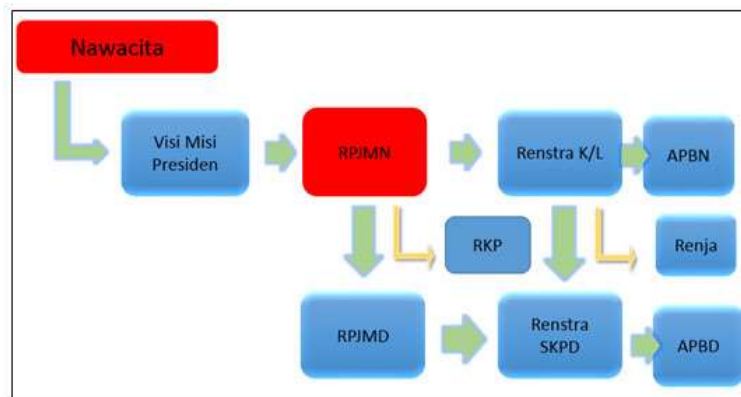 Nawacita
Visi Misi
Presiden
RPJMN
Renstra K/L
APBN
RKP
Renja
RPJMD
Renstra
SKPD
APBD